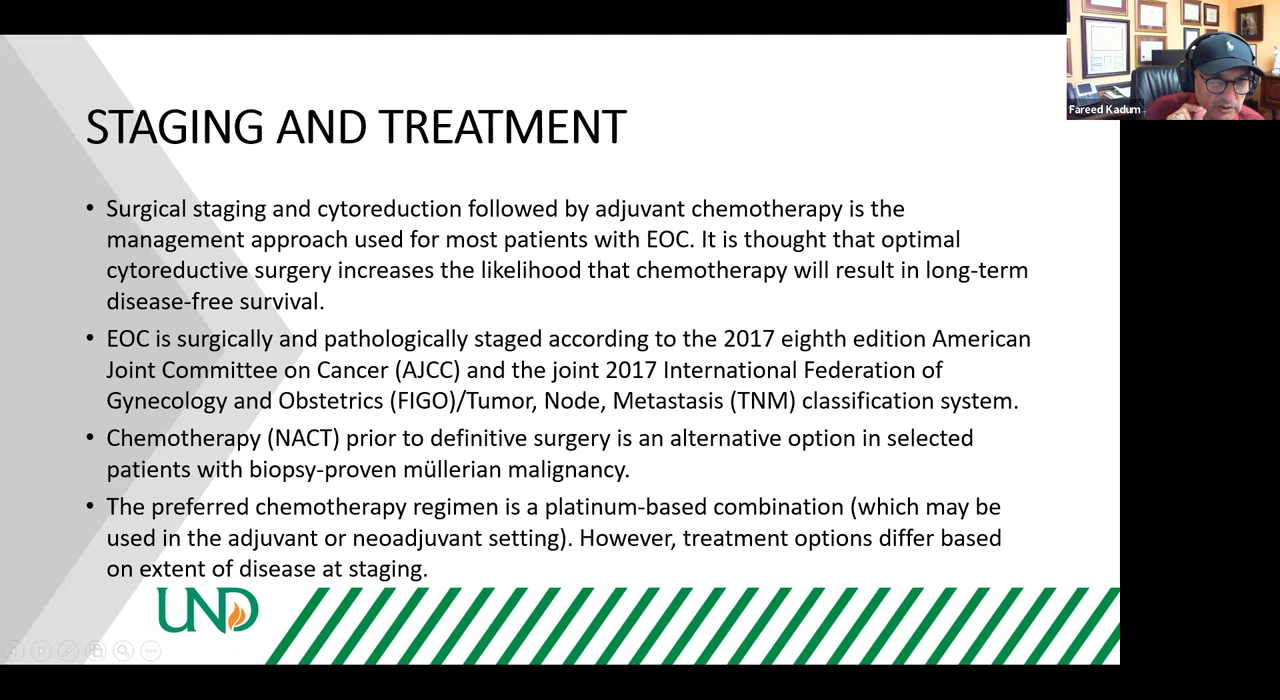 Fareed Kadum
STAGING AND TREATMENT
• Surgical staging and cytoreduction followed by adjuvant chemotherapy is the
management approach used for most patients with EOC. It is thought that optimal
cytoreductive surgery increases the likelihood that chemotherapy will result in long-term
disease-free survival.
• EOC is surgically and pathologically staged according to the 2017 eighth edition American
Joint Committee on Cancer (AJCC) and the joint 2017 International Federation of
Gynecology and Obstetrics (FIGO)/Tumor, Node, Metastasis (TNM) classification system.
• Chemotherapy (NACT) prior to definitive surgery is an alternative option in selected
patients with biopsy-proven müllerian malignancy.
• The preferred chemotherapy regimen is a platinum-based combination (which may be
used in the adjuvant or neoadjuvant setting). However, treatment options differ based
on extent of disease at staging.
UND